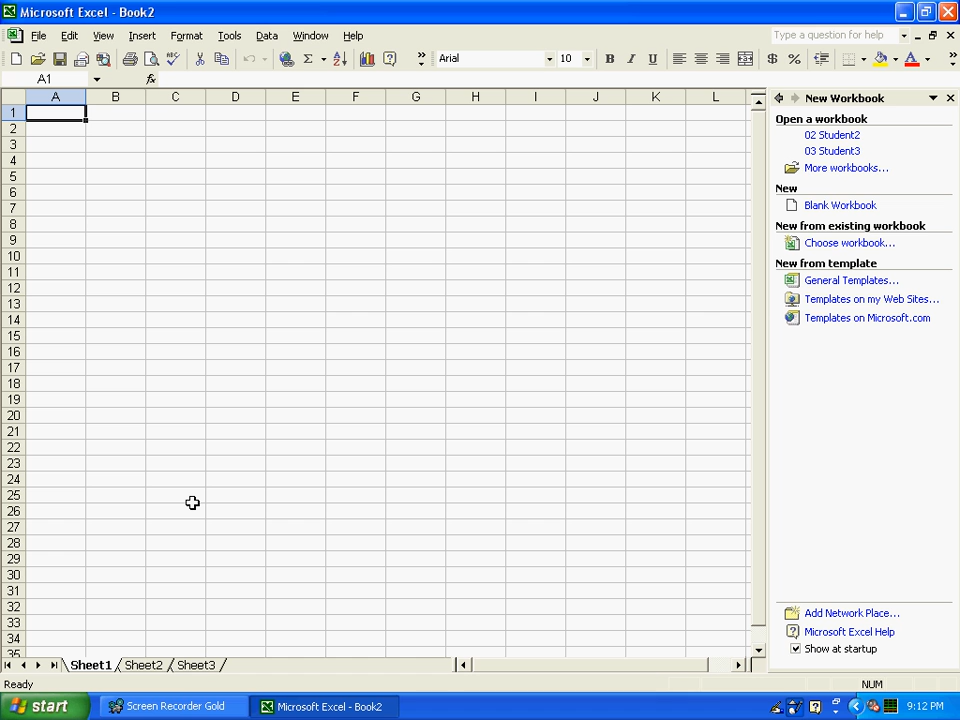 Microsoft Excel - Book2
File Edit View Insert Format Tools Data Window Help Type a question for help
Arial 10 B I U $ %
A1 fx
A B C D E F G H I J K L
1
2
3
4
5
6
7
8
9
10
11
12
13
14
15
16
17
18
19
20
21
22
23
24
25
26
27
28
29
30
31
32
33
34
35
New Workbook
Open a workbook
02 Student2
03 Student3
More workbooks...
New
Blank Workbook
New from existing workbook
Choose workbook...
New from template
General Templates...
Templates on my Web Sites...
Templates on Microsoft.com
Add Network Place...
Microsoft Excel Help
Show at startup
Sheet1 Sheet2 Sheet3
Ready NUM
start Screen Recorder Gold Microsoft Excel - Book2 9:12 PM